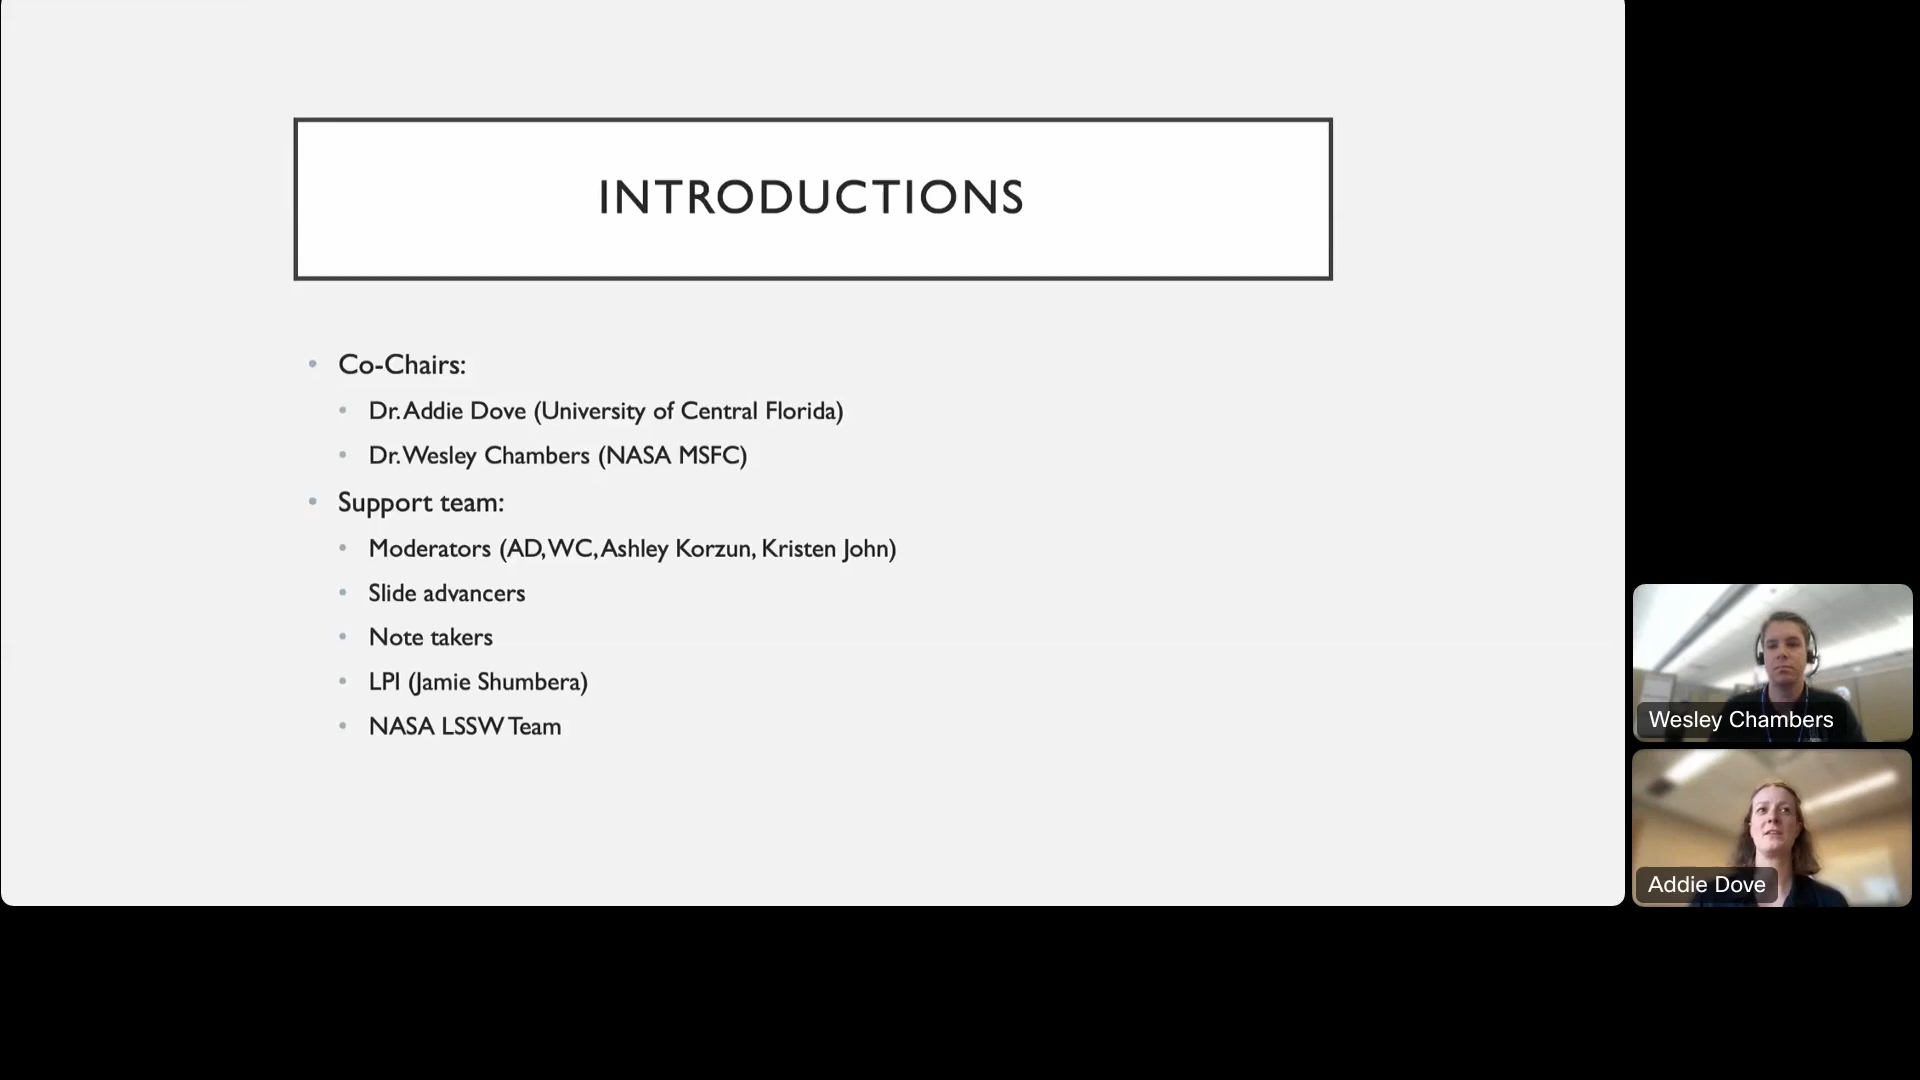 INTRODUCTIONS
Co-Chairs:
Dr. Addie Dove (University of Central Florida)
Dr. Wesley Chambers (NASA MSFC)
Support team:
Moderators (AD, WC, Ashley Korzun, Kristen John)
Slide advancers
Note takers
LPI (Jamie Shumbera)
NASA LSSW Team
Wesley Chambers
Addie Dove